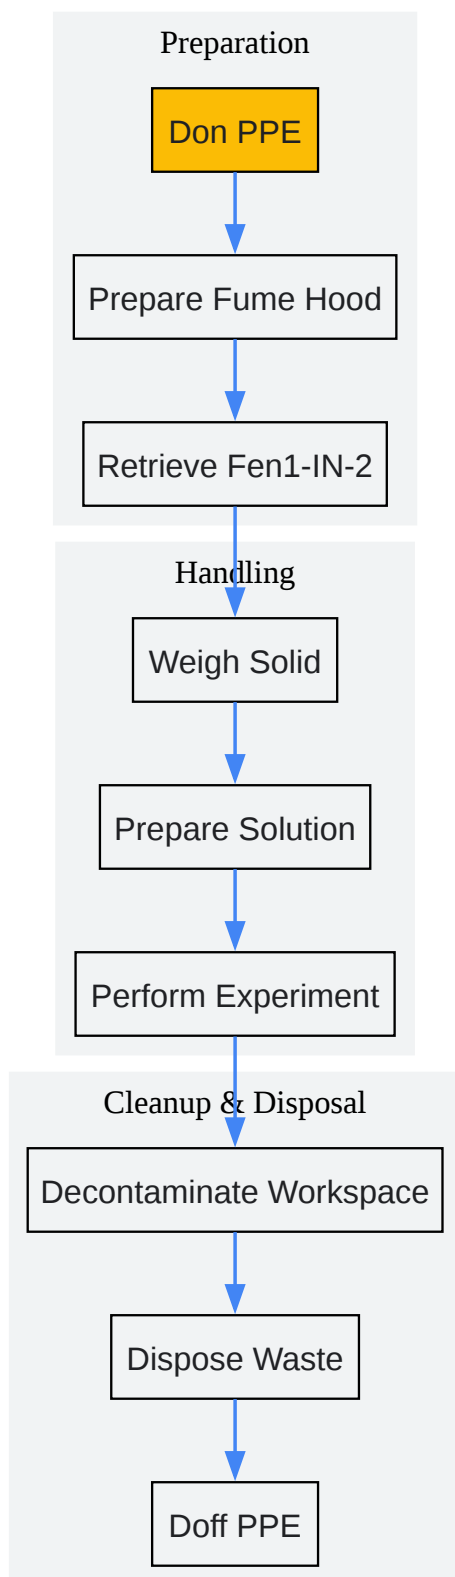 Preparation
Don PPE
Prepare Fume Hood
Retrieve Fen1-IN-2
Handling
Weigh Solid
Prepare Solution
Perform Experiment
Cleanup & Disposal
Decontaminate Workspace
Dispose Waste
Doff PPE